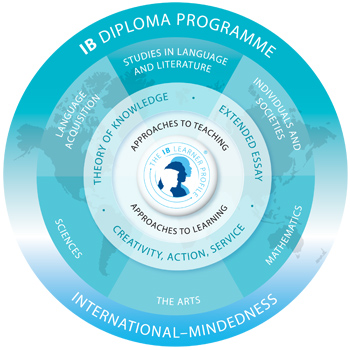 IB DIPLOMA PROGRAMME
STUDIES IN LANGUAGE
AND LITERATURE
LANGUAGE
ACQUISITION
INDIVIDUALS AND
SOCIETIES
THEORY OF KNOWLEDGE
EXTENDED ESSAY
APPROACHES TO TEACHING
THE IB LEARNER PROFILE
APPROACHES TO LEARNING
CREATIVITY, ACTION, SERVICE
SCIENCES
MATHEMATICS
THE ARTS
INTERNATIONAL–MINDEDNESS